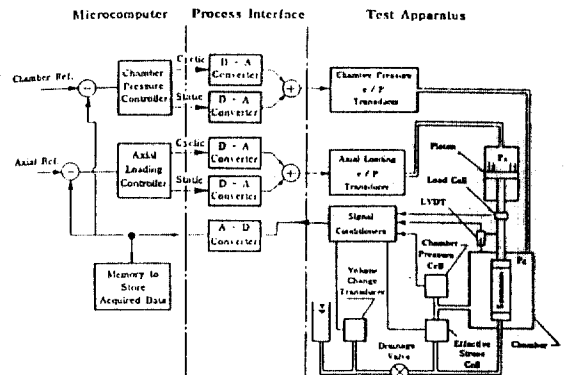 Microcomputer
Process Interface
Test Apparatus
Chamber Ref.
Chamber
Pressure
Controller
Cyclic
D - A
Converter
Static
D - A
Converter
Chamber Pressure
e / P
Transducer
Axial Ref.
Axial
Loading
Controller
Cyclic
D - A
Converter
Static
D - A
Converter
Axial Loading
e / P
Transducer
Piston
Load Cell
LVDT
A - D
Converter
Signal
Conditioners
Memory to
Store
Acquired Data
Volume
Change
Transducer
Chamber
Pressure
Cell
Specimen
Drainage
Valve
Effective
Stress
Cell
Chamber